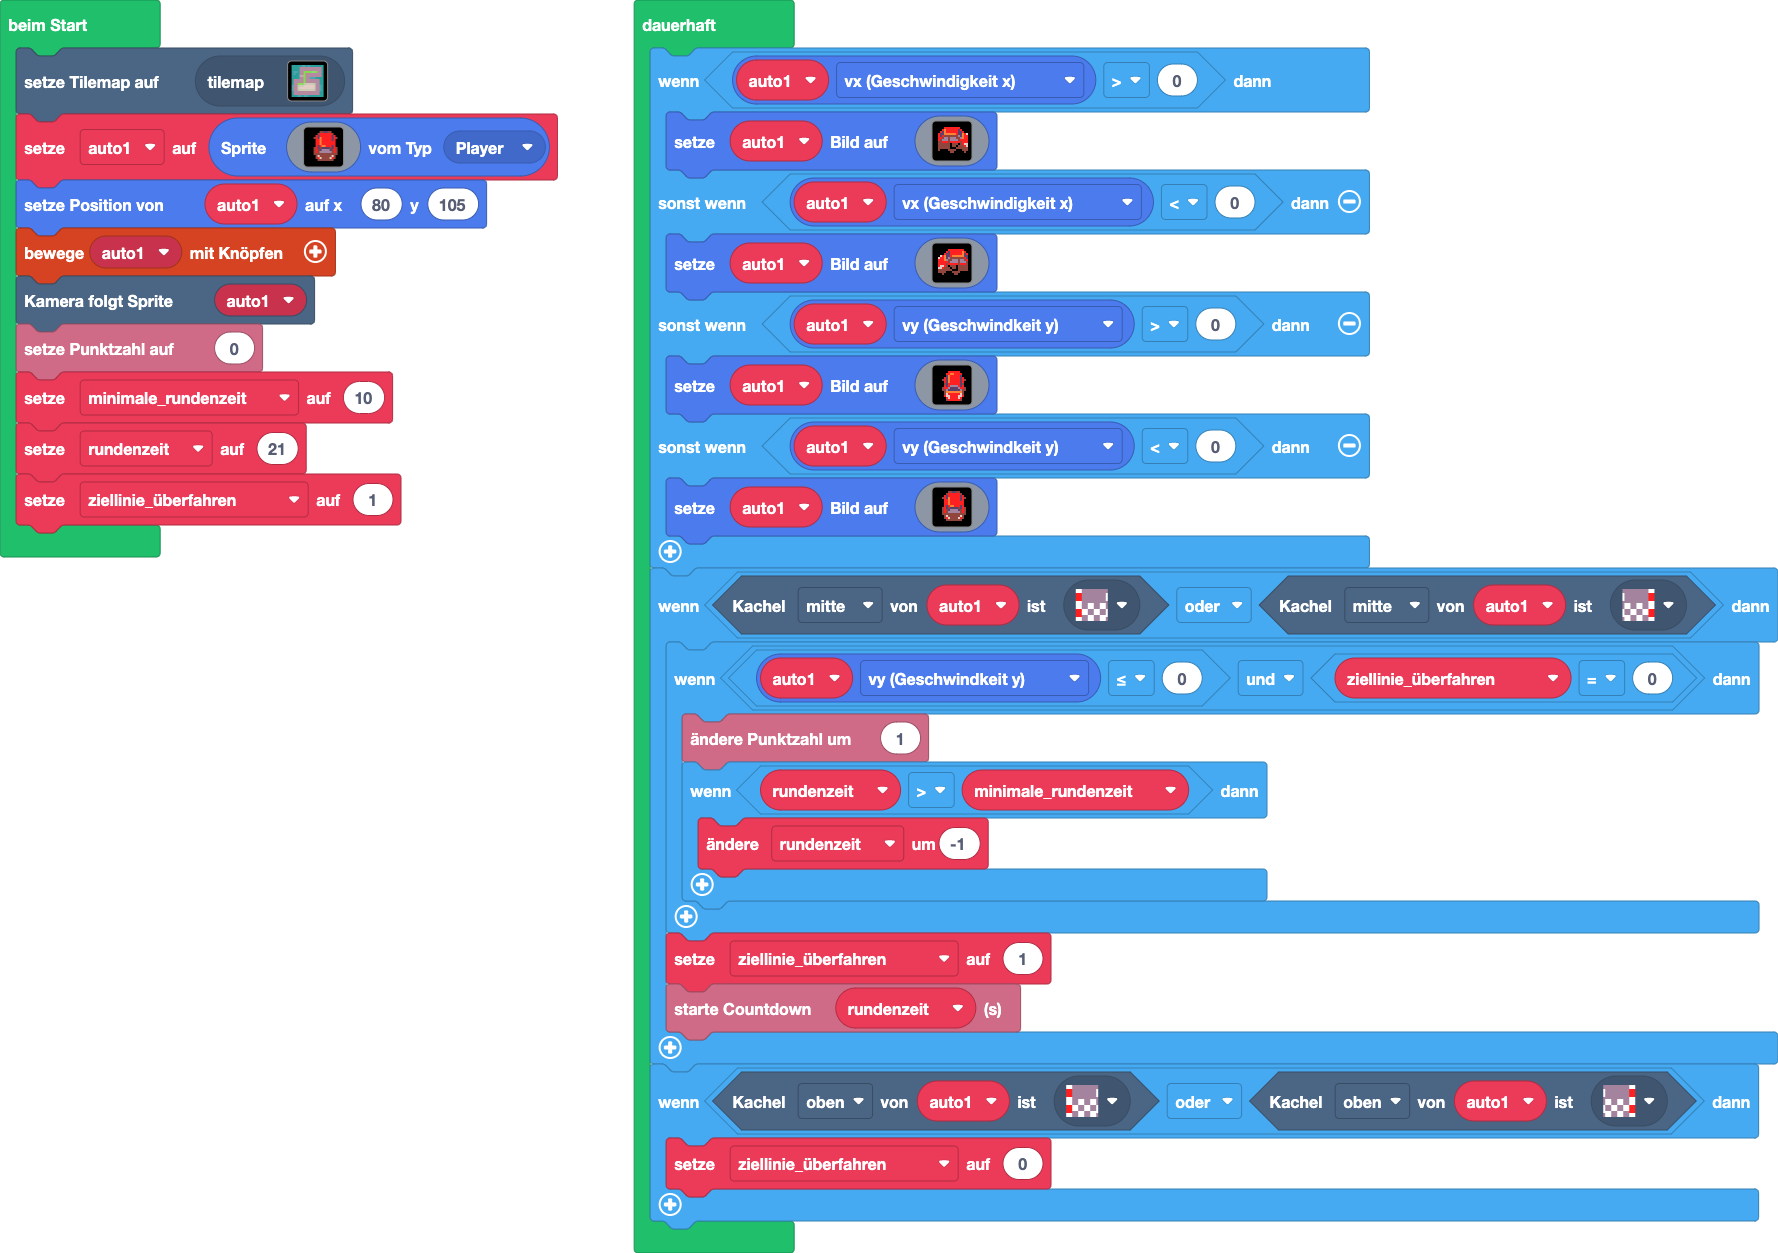 beim Start
setze Tilemap auf tilemap
setze auto1 auf Sprite vom Typ Player
setze Position von auto1 auf x 80 y 105
bewege auto1 mit Knöpfen
Kamera folgt Sprite auto1
setze Punktzahl auf 0
setze minimale_rundenzeit auf 10
setze rundenzeit auf 21
setze ziellinie_überfahren auf 1
dauerhaft
wenn auto1 vx (Geschwindigkeit x) > 0 dann
setze auto1 Bild auf
sonst wenn auto1 vx (Geschwindigkeit x) < 0 dann
setze auto1 Bild auf
sonst wenn auto1 vy (Geschwindkeit y) > 0 dann
setze auto1 Bild auf
sonst wenn auto1 vy (Geschwindkeit y) < 0 dann
setze auto1 Bild auf
wenn Kachel mitte von auto1 ist oder Kachel mitte von auto1 ist dann
wenn auto1 vy (Geschwindkeit y) ≤ 0 und ziellinie_überfahren = 0 dann
ändere Punktzahl um 1
wenn rundenzeit > minimale_rundenzeit dann
ändere rundenzeit um -1
setze ziellinie_überfahren auf 1
starte Countdown rundenzeit (s)
wenn Kachel oben von auto1 ist oder Kachel oben von auto1 ist dann
setze ziellinie_überfahren auf 0